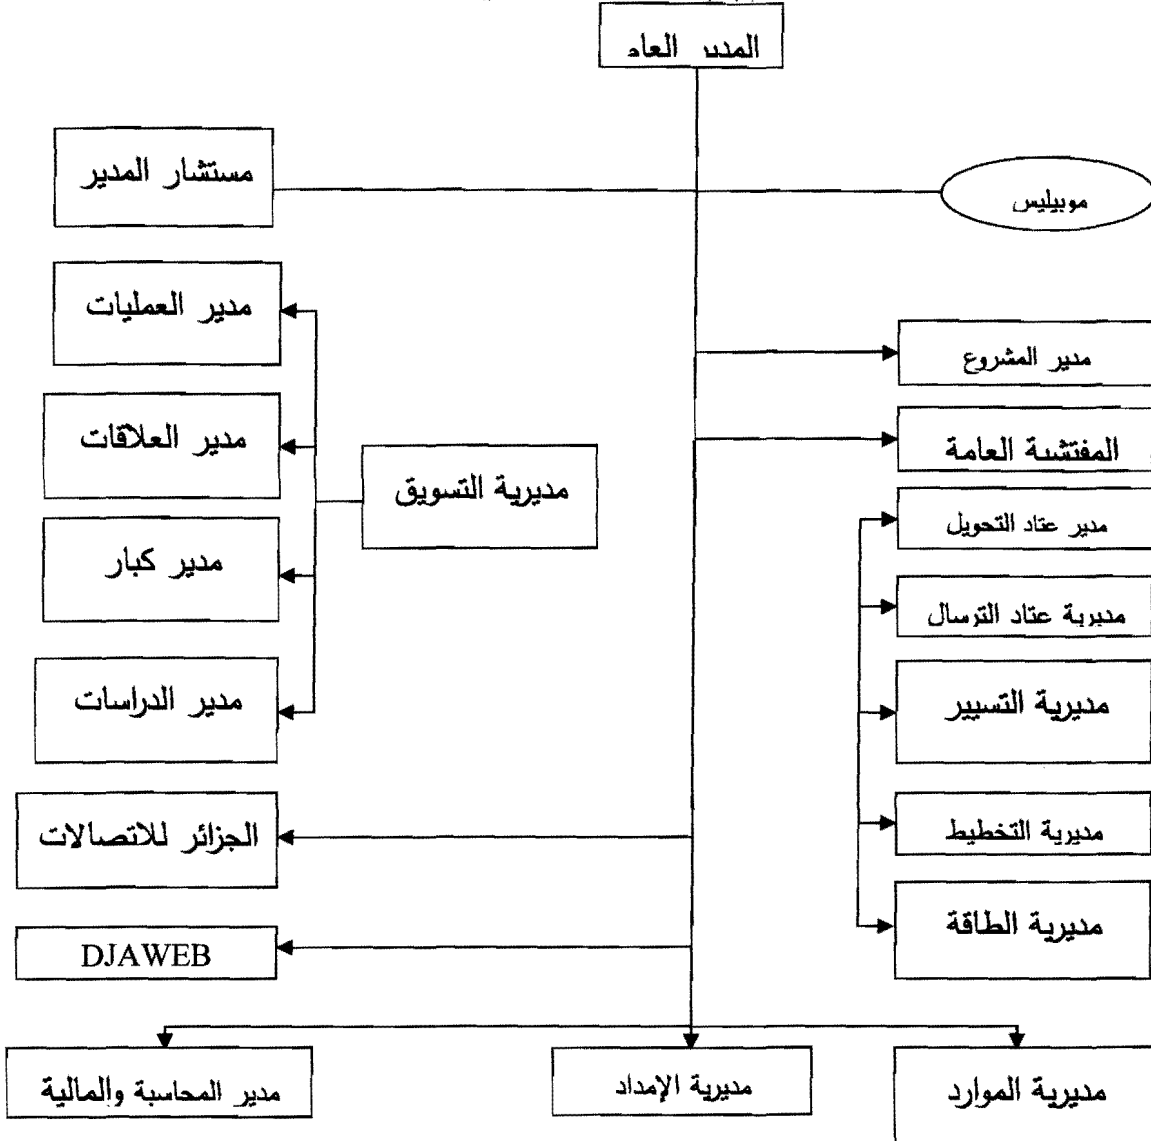 المدير العام
مستشار المدير
موبيليس
مدير العمليات
مدير المشروع
مدير العلاقات
المفتشية العامة
مديرية التسويق
مدير عتاد التحويل
مدير كبار
مديرية عتاد الترسال
مدير الدراسات
مديرية التسيير
الجزائر للاتصالات
مديرية التخطيط
DJAWEB
مديرية الطاقة
مديرية الموارد
مديرية الإمداد
مدير المحاسبة والمالية